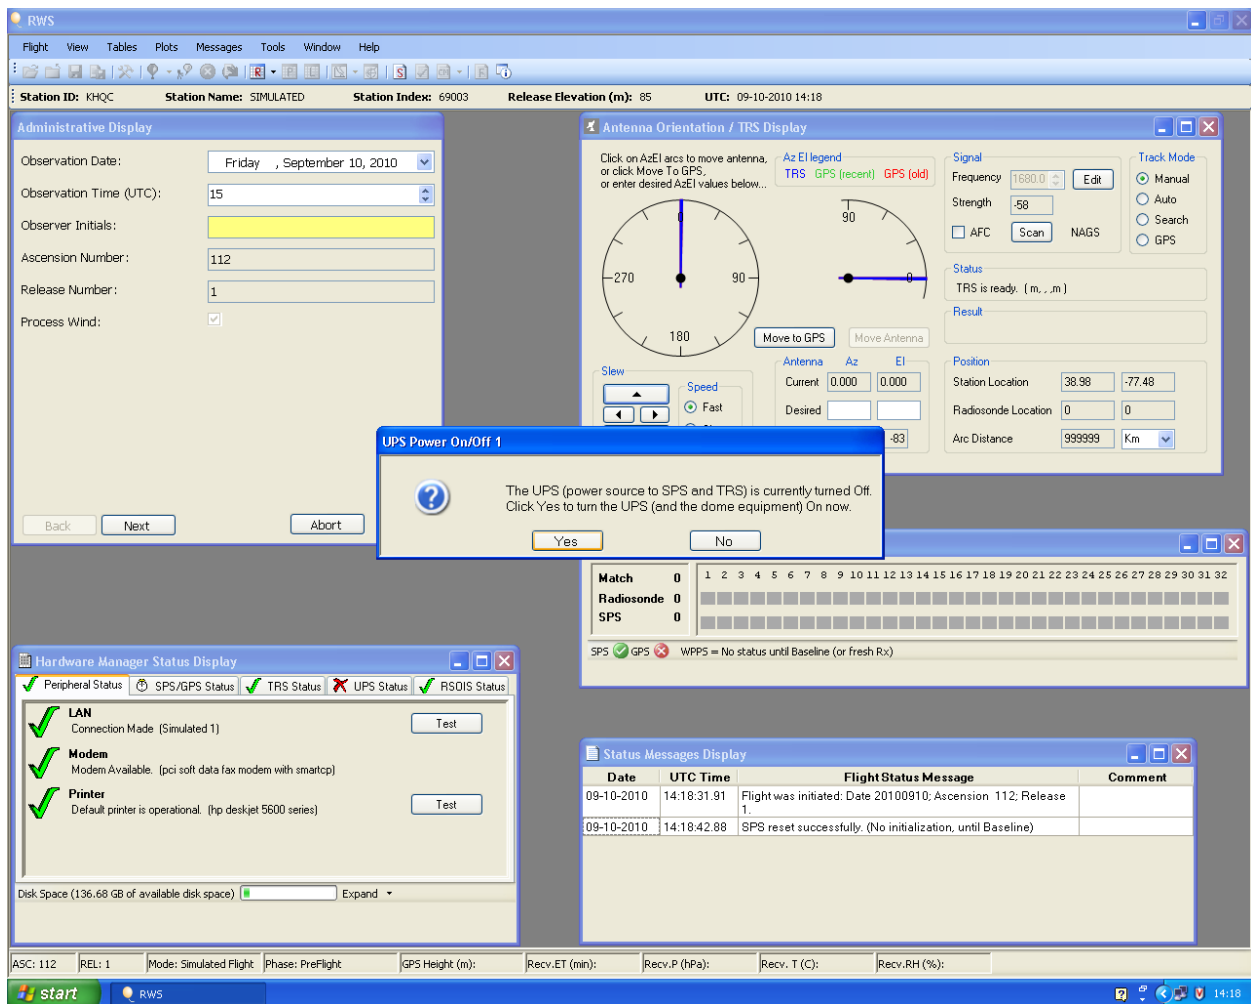 RWS
Flight View Tables Plots Messages Tools Window Help
Station ID: KHQC Station Name: SIMULATED Station Index: 69003 Release Elevation (m): 85 UTC: 09-10-2010 14:18
Administrative Display
Observation Date: Friday , September 10, 2010
Observation Time (UTC): 15
Observer Initials:
Ascension Number: 112
Release Number: 1
Process Wind:
Back Next Abort
Antenna Orientation / TRS Display
Click on AzEl arcs to move antenna,
or click Move To GPS,
or enter desired AzEl values below...
Az El legend
TRS GPS (recent) GPS (old)
0
270 90
180
90
0
Move to GPS Move Antenna
Signal
Frequency 1680.0 Edit
Strength -58
AFC Scan NAGS
Track Mode
Manual
Auto
Search
GPS
Status
TRS is ready. ( m, , ,m )
Result
Slew
Speed
Fast
Antenna Az El
Current 0.000 0.000
Desired
-83
Position
Station Location 38.98 -77.48
Radiosonde Location 0 0
Arc Distance 999999 Km
UPS Power On/Off 1
The UPS (power source to SPS and TRS) is currently turned Off.
Click Yes to turn the UPS (and the dome equipment) On now.
Yes No
Match 0 1 2 3 4 5 6 7 8 9 10 11 12 13 14 15 16 17 18 19 20 21 22 23 24 25 26 27 28 29 30 31 32
Radiosonde 0
SPS 0
SPS GPS WPPS = No status until Baseline (or fresh Rx)
Hardware Manager Status Display
Peripheral Status SPS/GPS Status TRS Status UPS Status RSOIS Status
LAN
Connection Made (Simulated 1)
Test
Modem
Modem Available. (pci soft data fax modem with smartcp)
Printer
Default printer is operational. (hp deskjet 5600 series)
Test
Disk Space (136.68 GB of available disk space) Expand
Status Messages Display
Date UTC Time Flight Status Message Comment
09-10-2010 14:18:31.91 Flight was initiated: Date 20100910; Ascension 112; Release
1.
09-10-2010 14:18:42.88 SPS reset successfully. (No initialization, until Baseline)
ASC: 112 REL: 1 Mode: Simulated Flight Phase: PreFlight GPS Height (m): Recv.ET (min): Recv.P (hPa): Recv. T (C): Recv.RH (%):
start RWS 14:18